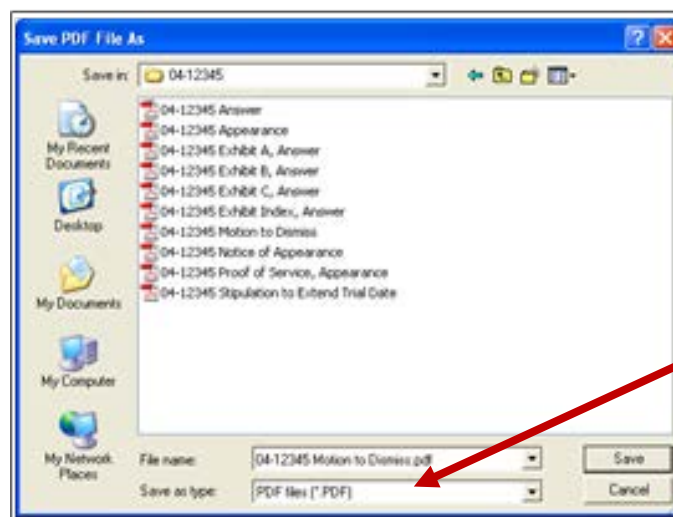 Save PDF File As
Save in: 04-12345
04-12345 Answer
04-12345 Appearance
04-12345 Exhibit A, Answer
04-12345 Exhibit B, Answer
04-12345 Exhibit C, Answer
04-12345 Exhibit Index, Answer
04-12345 Motion to Dismiss
04-12345 Notice of Appearance
04-12345 Proof of Service, Appearance
04-12345 Stipulation to Extend Trial Date
My Recent
Documents
Desktop
My Documents
My Computer
My Network
Places
File name: 04-12345 Motion to Dismiss.pdf Save
Save as type: PDF files (*.PDF) Cancel